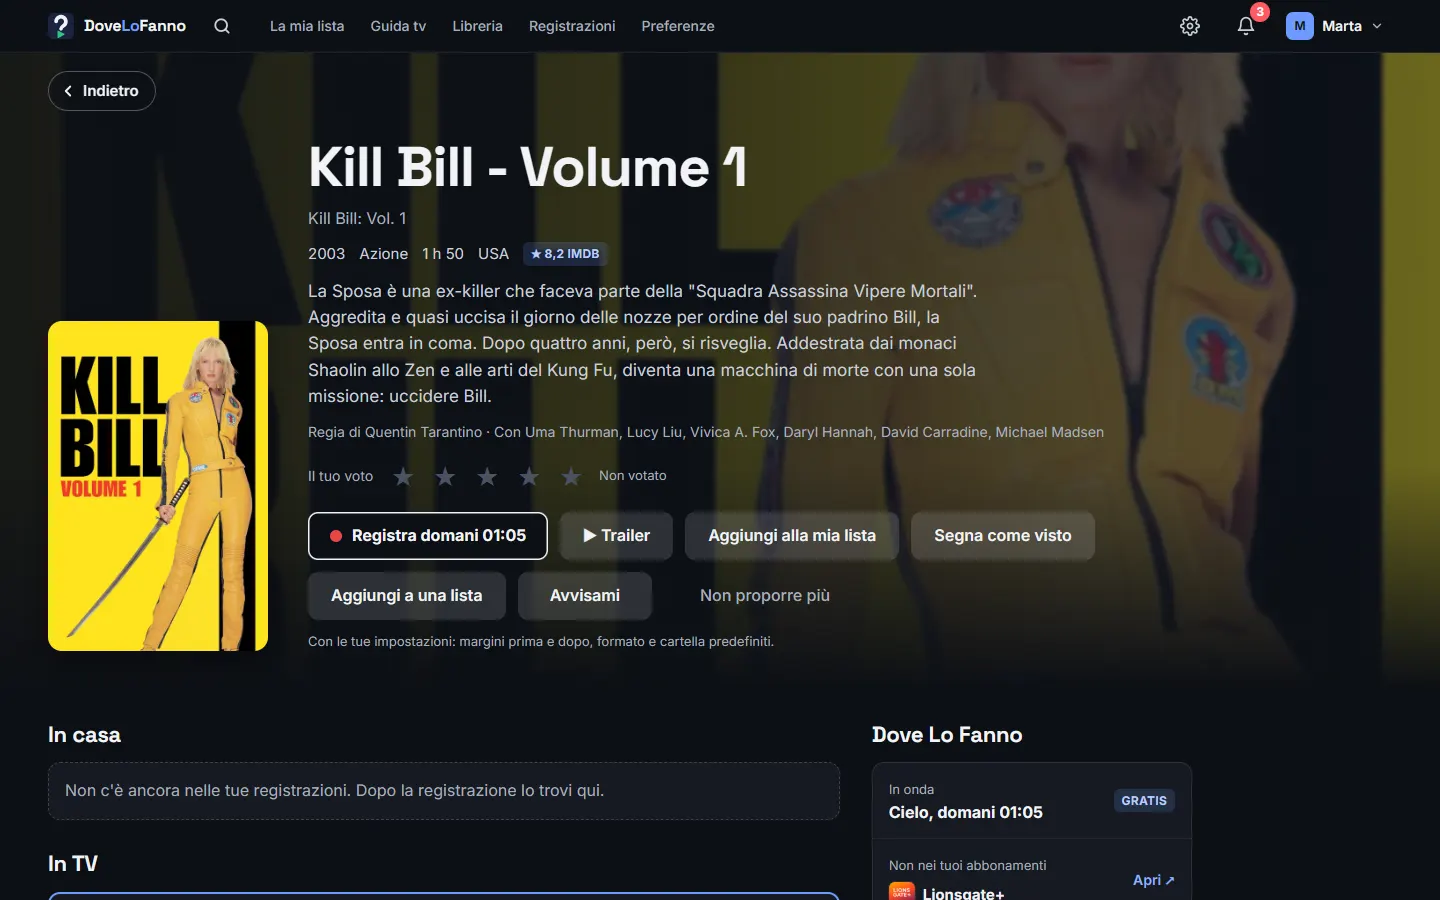 DoveLoFanno
La mia lista
Guida tv
Libreria
Registrazioni
Preferenze
3
M
Marta
Indietro
Kill Bill - Volume 1
Kill Bill: Vol. 1
2003 Azione 1 h 50 USA ★ 8,2 IMDB
La Sposa è una ex-killer che faceva parte della "Squadra Assassina Vipere Mortali".
Aggredita e quasi uccisa il giorno delle nozze per ordine del suo padrino Bill, la
Sposa entra in coma. Dopo quattro anni, però, si risveglia. Addestrata dai monaci
Shaolin allo Zen e alle arti del Kung Fu, diventa una macchina di morte con una sola
missione: uccidere Bill.
KILL
BILL
VOLUME 1
Regia di Quentin Tarantino · Con Uma Thurman, Lucy Liu, Vivica A. Fox, Daryl Hannah, David Carradine, Michael Madsen
Il tuo voto ★ ★ ★ ★ ★ Non votato
Registra domani 01:05
▶ Trailer
Aggiungi alla mia lista
Segna come visto
Aggiungi a una lista
Avvisami
Non proporre più
Con le tue impostazioni: margini prima e dopo, formato e cartella predefiniti.
In casa
Non c'è ancora nelle tue registrazioni. Dopo la registrazione lo trovi qui.
In TV
Dove Lo Fanno
In onda
Cielo, domani 01:05
GRATIS
Non nei tuoi abbonamenti
LIONSGATE+
Lionsgate+
Apri ↗